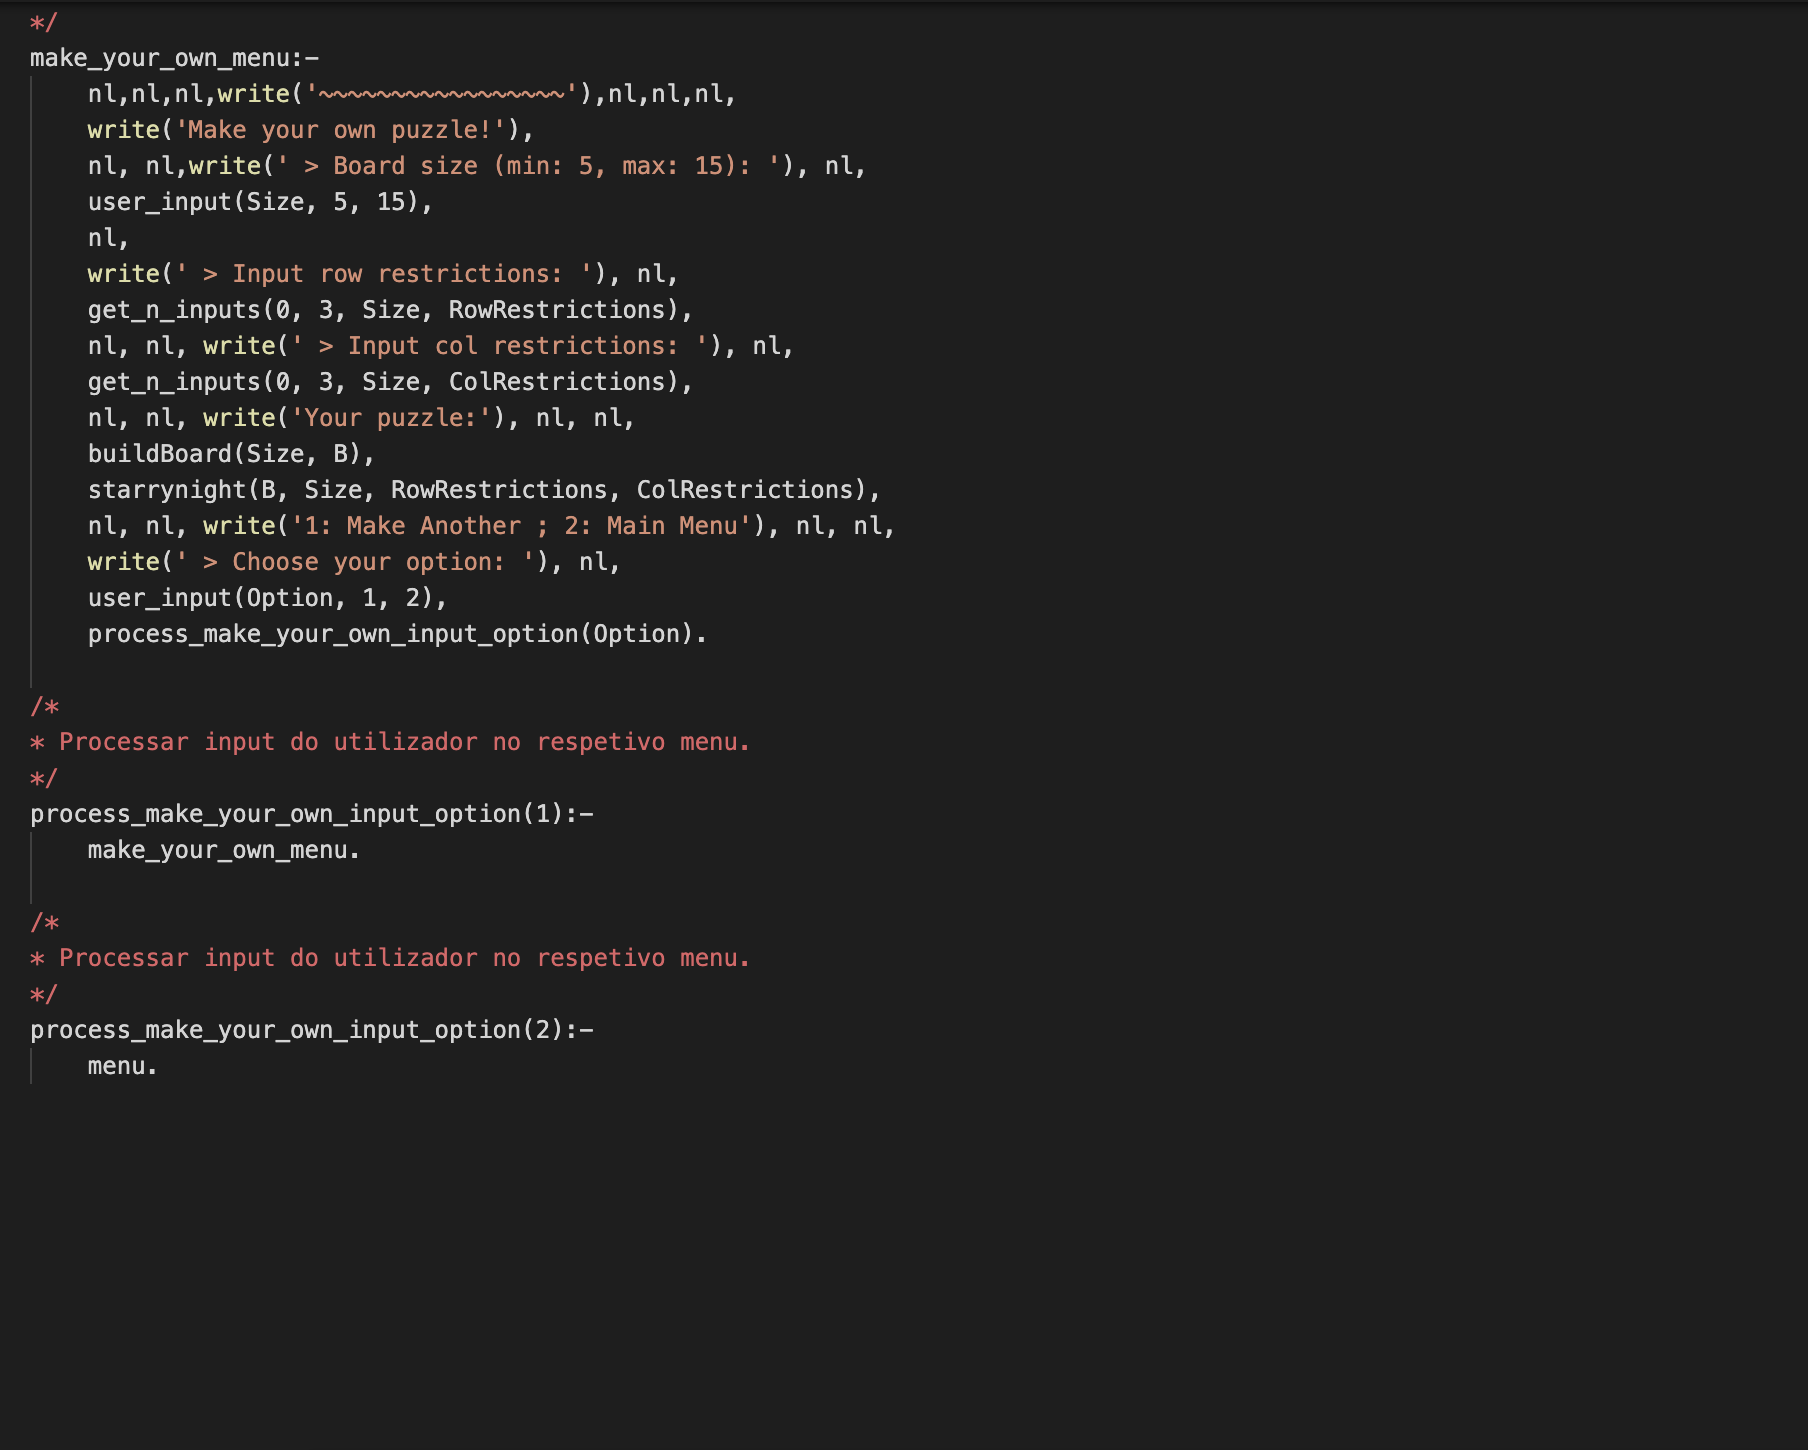 */
make_your_own_menu:-
    nl,nl,nl,write('~~~~~~~~~~~~~~~~~'),nl,nl,nl,
    write('Make your own puzzle!'),
    nl, nl,write(' > Board size (min: 5, max: 15): '), nl,
    user_input(Size, 5, 15),
    nl,
    write(' > Input row restrictions: '), nl,
    get_n_inputs(0, 3, Size, RowRestrictions),
    nl, nl, write(' > Input col restrictions: '), nl,
    get_n_inputs(0, 3, Size, ColRestrictions),
    nl, nl, write('Your puzzle:'), nl, nl,
    buildBoard(Size, B),
    starrynight(B, Size, RowRestrictions, ColRestrictions),
    nl, nl, write('1: Make Another ; 2: Main Menu'), nl, nl,
    write(' > Choose your option: '), nl,
    user_input(Option, 1, 2),
    process_make_your_own_input_option(Option).
/*
* Processar input do utilizador no respetivo menu.
*/
process_make_your_own_input_option(1):-
    make_your_own_menu.
/*
* Processar input do utilizador no respetivo menu.
*/
process_make_your_own_input_option(2):-
    menu.